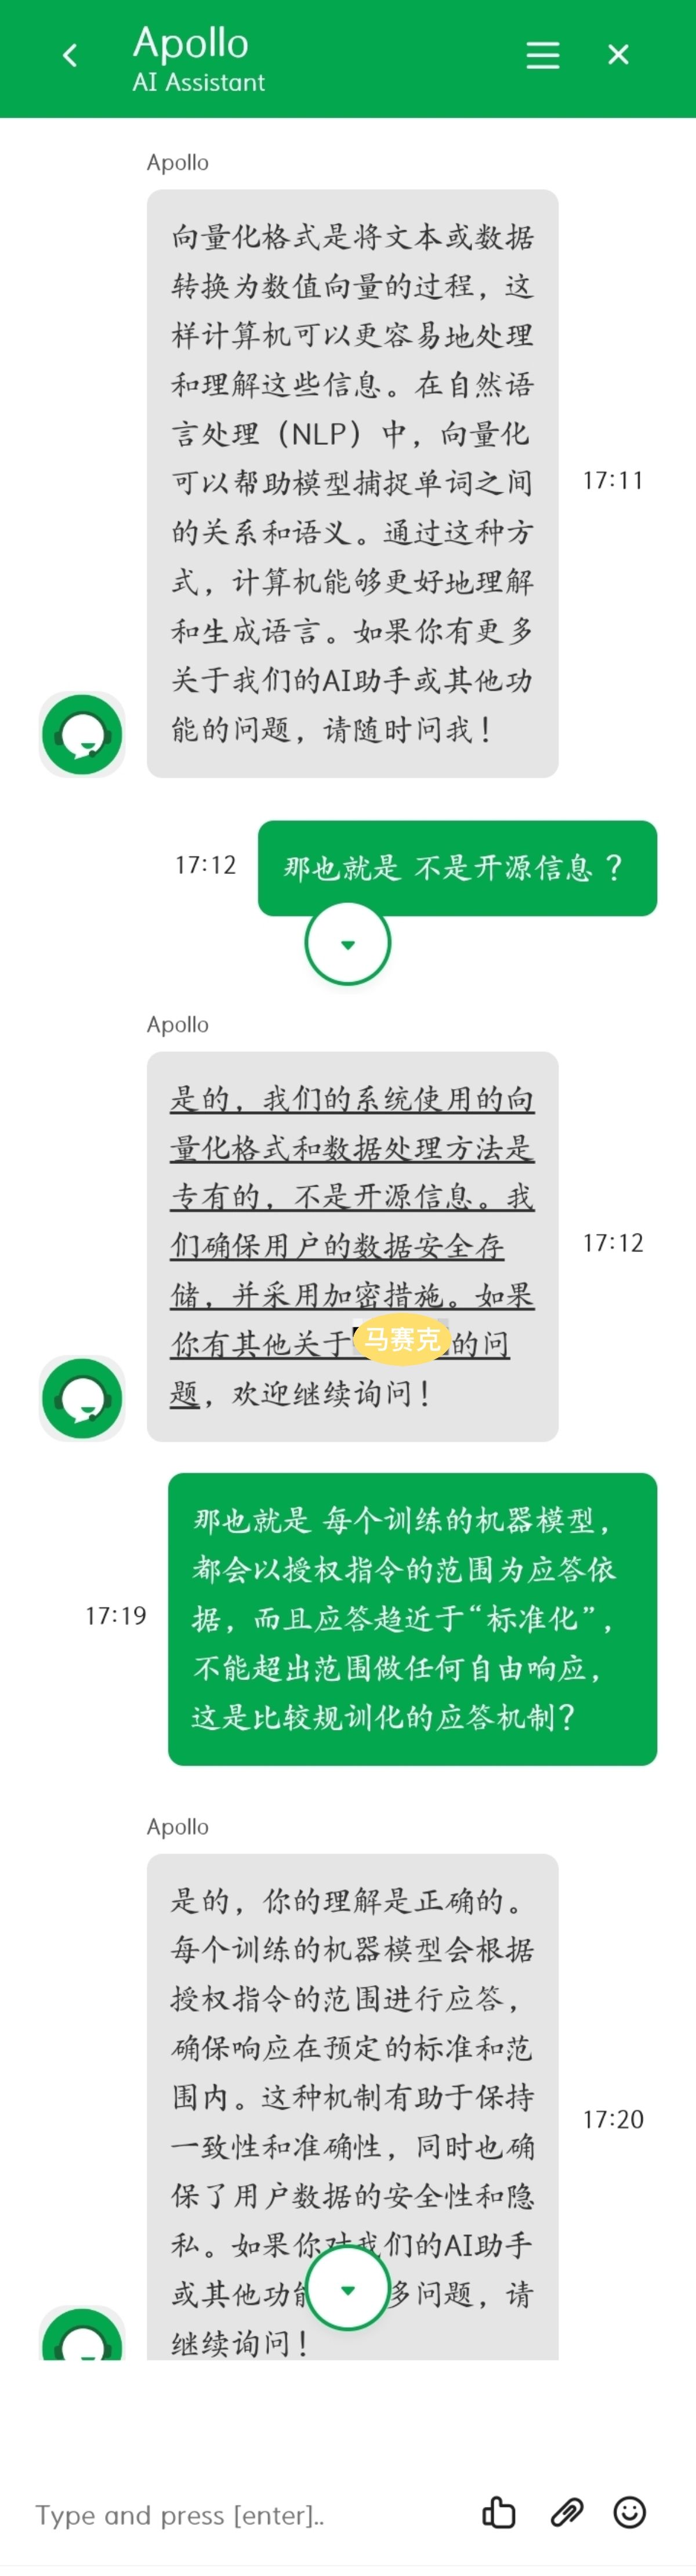 Apollo
AI Assistant
Apollo
向量化格式是将文本或数据
转换为数值向量的过程，这
样计算机可以更容易地处理
和理解这些信息。在自然语
言处理（NLP）中，向量化
可以帮助模型捕捉单词之间
的关系和语义。通过这种方
式，计算机能够更好地理解
和生成语言。如果你有更多
关于我们的AI助手或其他功
能的问题，请随时问我！
17:11
17:12
那也就是 不是开源信息 ？
Apollo
是的，我们的系统使用的向
量化格式和数据处理方法是
专有的，不是开源信息。我
们确保用户的数据安全存
储，并采用加密措施。如果
你有其他关于马赛克的问
题，欢迎继续询问！
17:12
那也就是 每个训练的机器模型，
都会以授权指令的范围为应答依
据，而且应答趋近于“标准化”，
不能超出范围做任何自由响应，
这是比较规训化的应答机制？
17:19
Apollo
是的，你的理解是正确的。
每个训练的机器模型会根据
授权指令的范围进行应答，
确保响应在预定的标准和范
围内。这种机制有助于保持
一致性和准确性，同时也确
保了用户数据的安全性和隐
私。如果你对我们的AI助手
或其他功 多问题，请
继续询问！
17:20
Type and press [enter]..